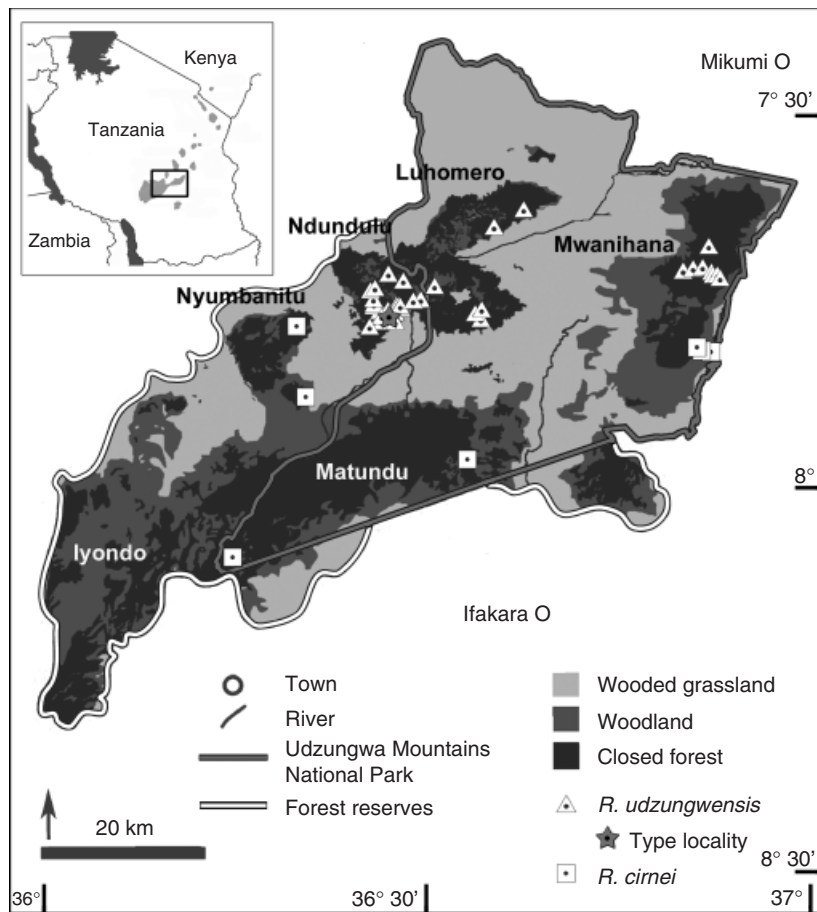 Kenya
Tanzania
Zambia
Mikumi O
7° 30'
Luhomero
Ndundulu
Mwanihana
Nyumbanitu
Matundu
8°
Iyondo
Ifakara O
Town
River
Udzungwa Mountains
National Park
Forest reserves
20 km
Wooded grassland
Woodland
Closed forest
R. udzungwensis
Type locality
R. cirnei
8° 30'
36°
36° 30'
37°